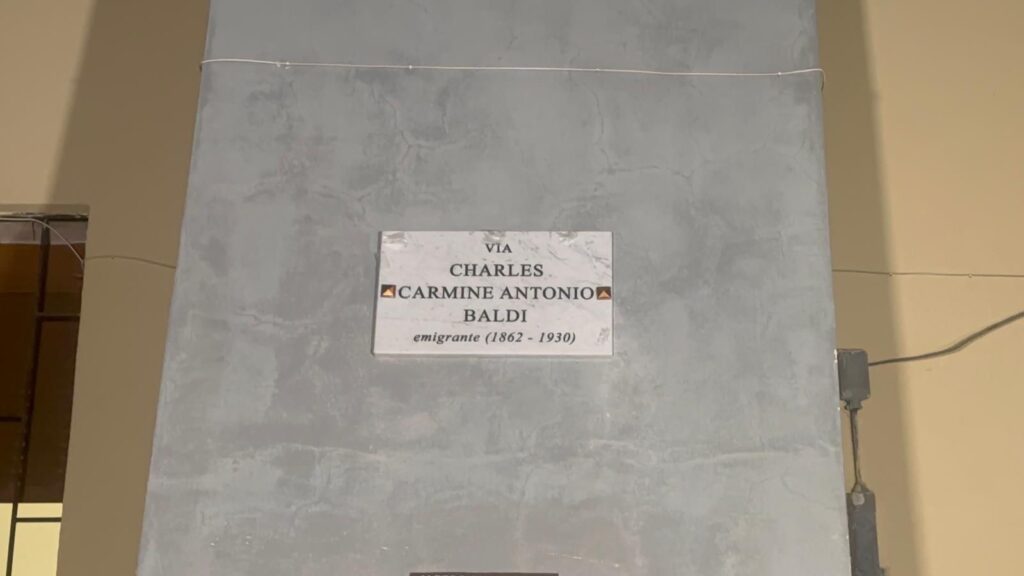 VIA
CHARLES
CARMINE ANTONIO
BALDI
emigrante (1862 - 1930)